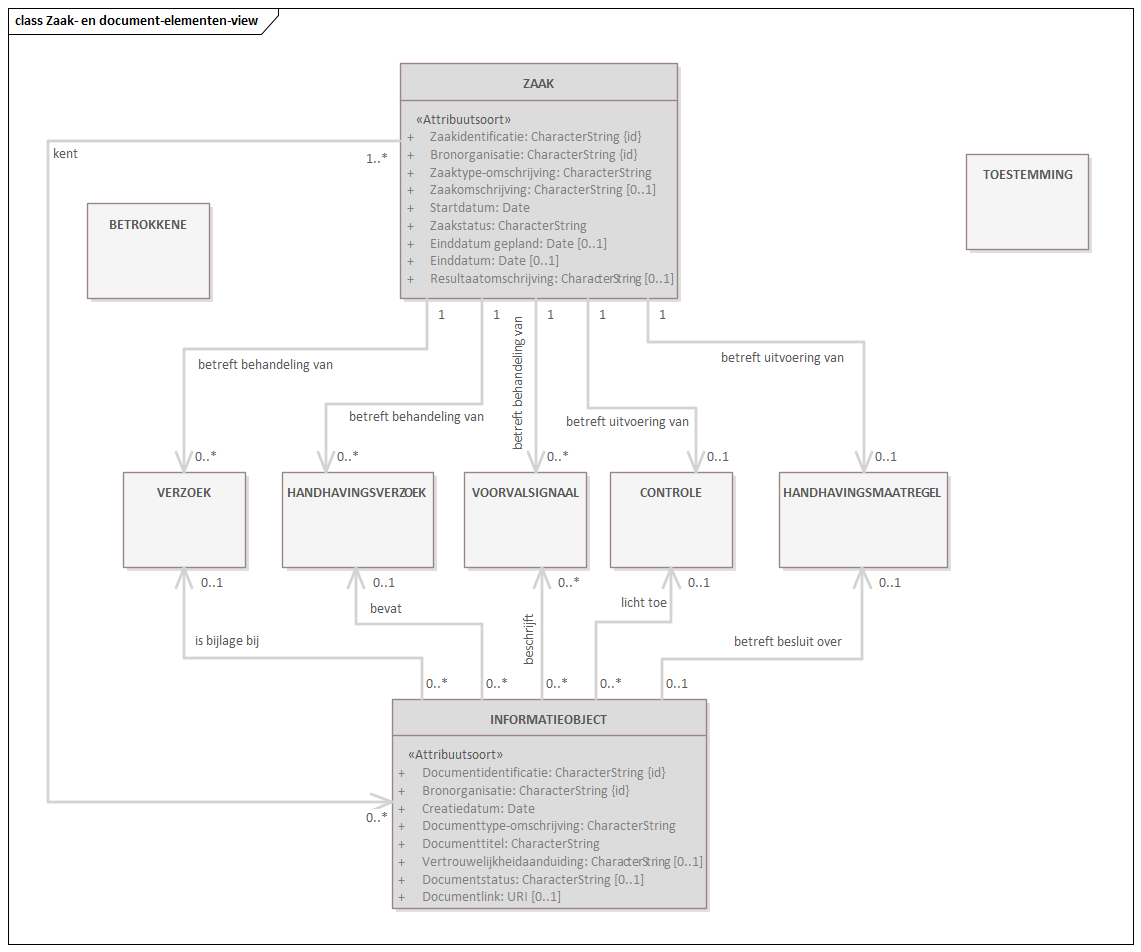 class Zaak- en document-elementen-view
ZAAK
«Attribuutsoort»
+ Zaakidentificatie: CharacterString {id}
+ Bronorganisatie: CharacterString {id}
+ Zaaktype-omschrijving: CharacterString
+ Zaakomschrijving: CharacterString [0..1]
+ Startdatum: Date
+ Zaakstatus: CharacterString
+ Einddatum gepland: Date [0..1]
+ Einddatum: Date [0..1]
+ Resultaatomschrijving: CharacterString [0..1]
kent
1..*
BETROKKENE
TOESTEMMING
1
1
1
1
1
betreft behandeling van
betreft behandeling van
betreft behandeling van
betreft uitvoering van
betreft uitvoering van
0..*
0..*
0..*
0..1
0..1
VERZOEK
HANDHAVINGSVERZOEK
VOORVALSIGNAAL
CONTROLE
HANDHAVINGSMAATREGEL
0..1
0..1
0..*
0..1
0..1
is bijlage bij
bevat
beschrijft
licht toe
betreft besluit over
0..*
0..*
0..*
0..*
0..1
INFORMATIEOBJECT
«Attribuutsoort»
+ Documentidentificatie: CharacterString {id}
+ Bronorganisatie: CharacterString {id}
+ Creatiedatum: Date
+ Documenttype-omschrijving: CharacterString
+ Documenttitel: CharacterString
+ Vertrouwelijkheidaanduiding: CharacterString [0..1]
+ Documentstatus: CharacterString [0..1]
+ Documentlink: URI [0..1]
0..*